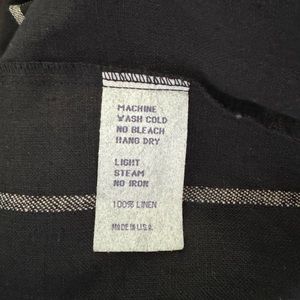 MACHINE
WASH COLD
NO BLEACH
HANG DRY
LIGHT
STEAM
NO IRON
100% LINEN
MADE IN U.S.A.